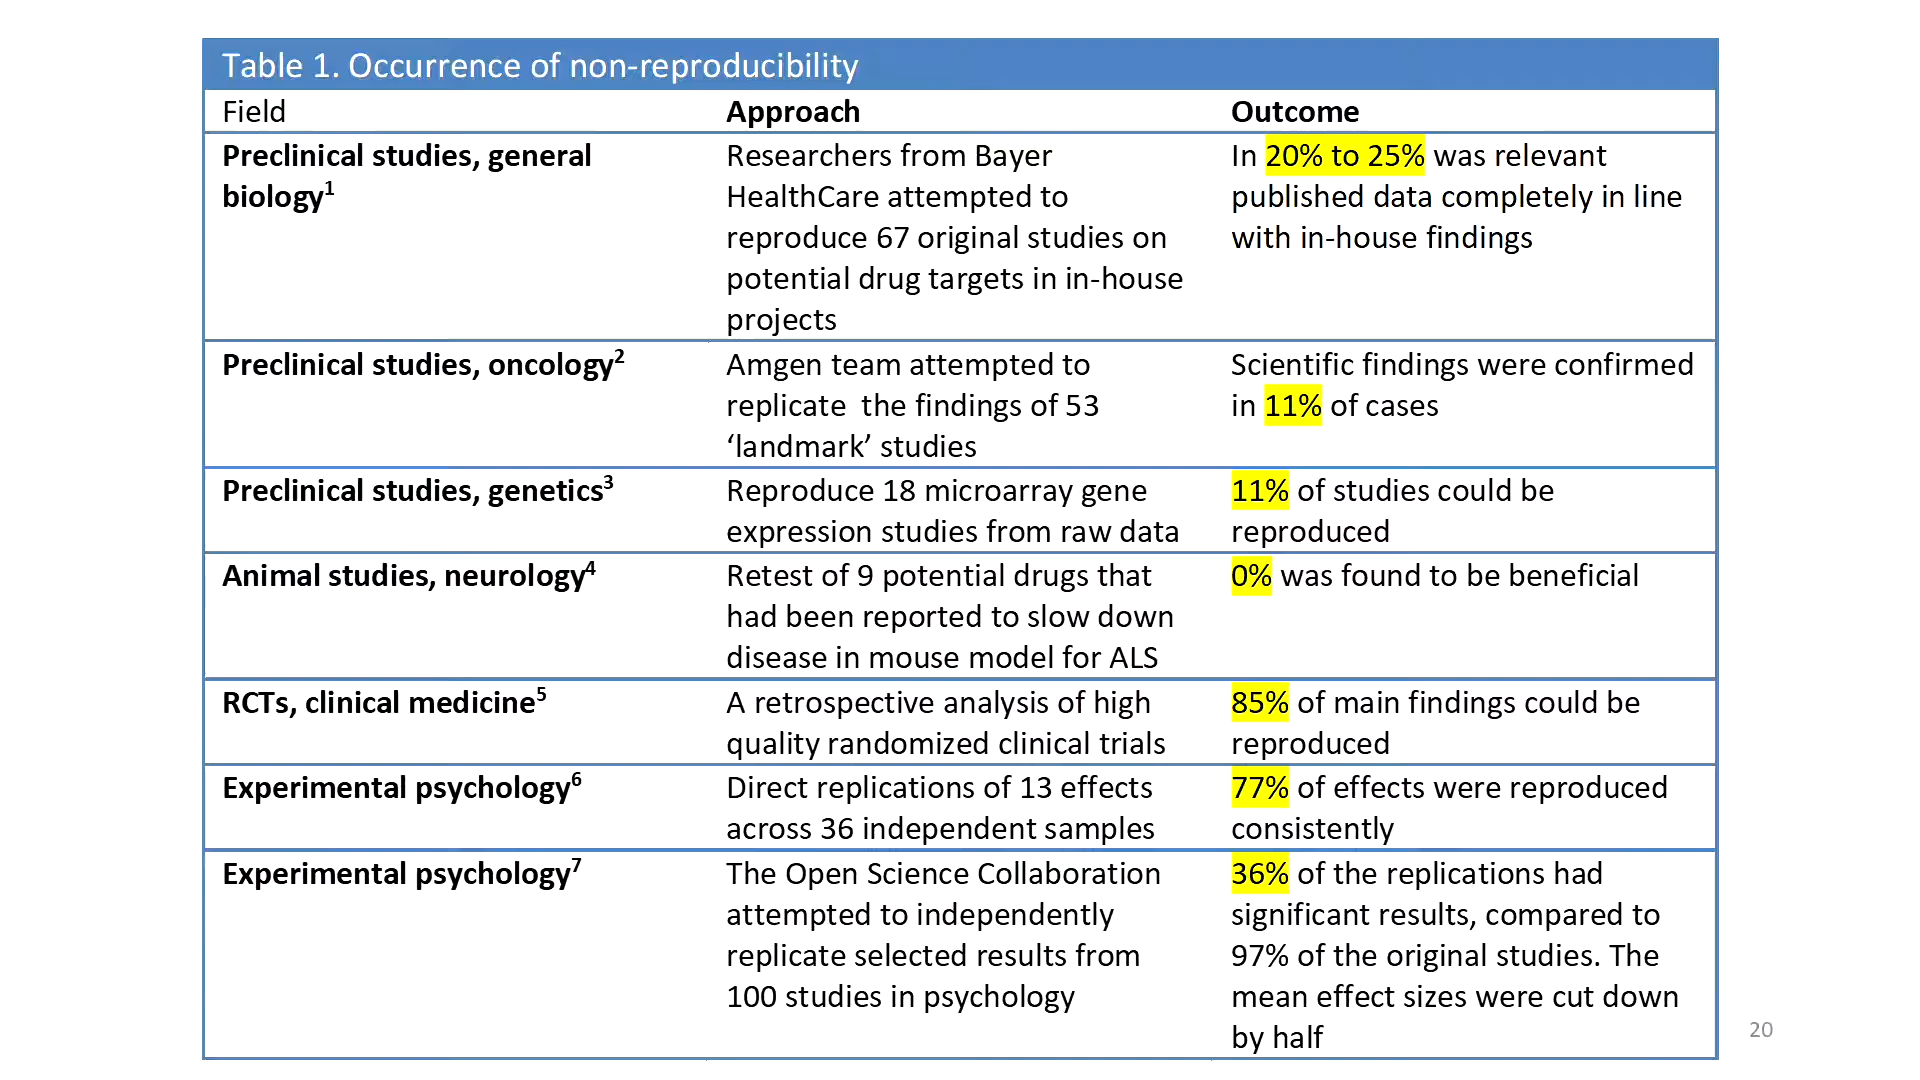 Table 1. Occurrence of non-reproducibility
Field
Approach
Outcome
Preclinical studies, general
biology1
Researchers from Bayer
HealthCare attempted to
reproduce 67 original studies on
potential drug targets in in-house
projects
In 20% to 25% was relevant
published data completely in line
with in-house findings
Preclinical studies, oncology2
Amgen team attempted to
replicate the findings of 53
‘landmark’ studies
Scientific findings were confirmed
in 11% of cases
Preclinical studies, genetics3
Reproduce 18 microarray gene
expression studies from raw data
11% of studies could be
reproduced
Animal studies, neurology4
Retest of 9 potential drugs that
had been reported to slow down
disease in mouse model for ALS
0% was found to be beneficial
RCTs, clinical medicine5
A retrospective analysis of high
quality randomized clinical trials
85% of main findings could be
reproduced
Experimental psychology6
Direct replications of 13 effects
across 36 independent samples
77% of effects were reproduced
consistently
Experimental psychology7
The Open Science Collaboration
attempted to independently
replicate selected results from
100 studies in psychology
36% of the replications had
significant results, compared to
97% of the original studies. The
mean effect sizes were cut down
by half
20